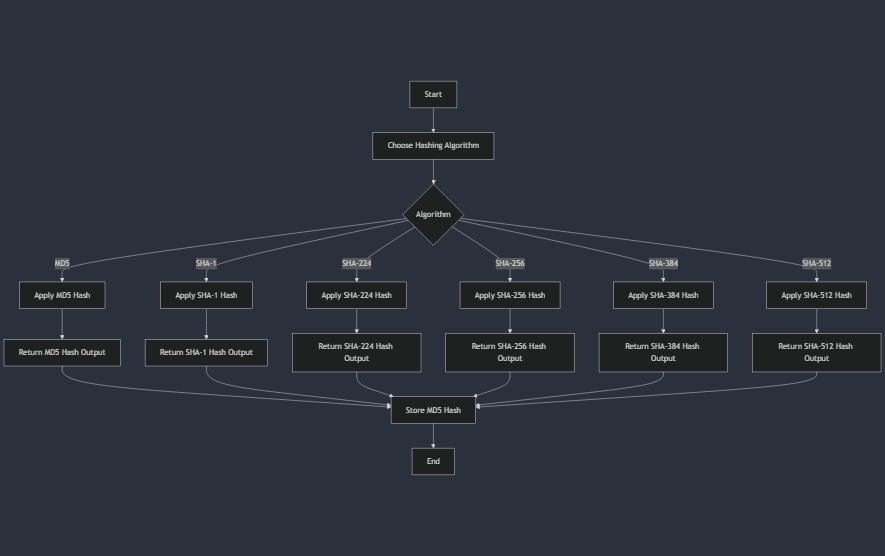 Start
Choose Hashing Algorithm
Algorithm
MD5
SHA-1
SHA-224
SHA-256
SHA-384
SHA-512
Apply MD5 Hash
Apply SHA-1 Hash
Apply SHA-224 Hash
Apply SHA-256 Hash
Apply SHA-384 Hash
Apply SHA-512 Hash
Return MD5 Hash Output
Return SHA-1 Hash Output
Return SHA-224 Hash
Output
Return SHA-256 Hash
Output
Return SHA-384 Hash
Output
Return SHA-512 Hash
Output
Store MD5 Hash
End